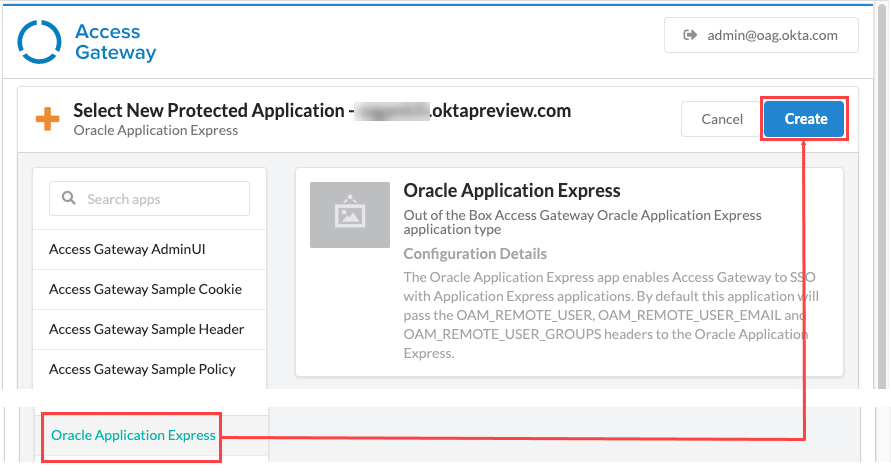 Access
Gateway
admin@oag.okta.com
Select New Protected Application - .oktapreview.com
Oracle Application Express
Cancel
Create
Search apps
Access Gateway AdminUI
Access Gateway Sample Cookie
Access Gateway Sample Header
Access Gateway Sample Policy
Oracle Application Express
Oracle Application Express
Out of the Box Access Gateway Oracle Application Express
application type
Configuration Details
The Oracle Application Express app enables Access Gateway to SSO
with Application Express applications. By default this application will
pass the OAM_REMOTE_USER, OAM_REMOTE_USER_EMAIL and
OAM_REMOTE_USER_GROUPS headers to the Oracle Application
Express.